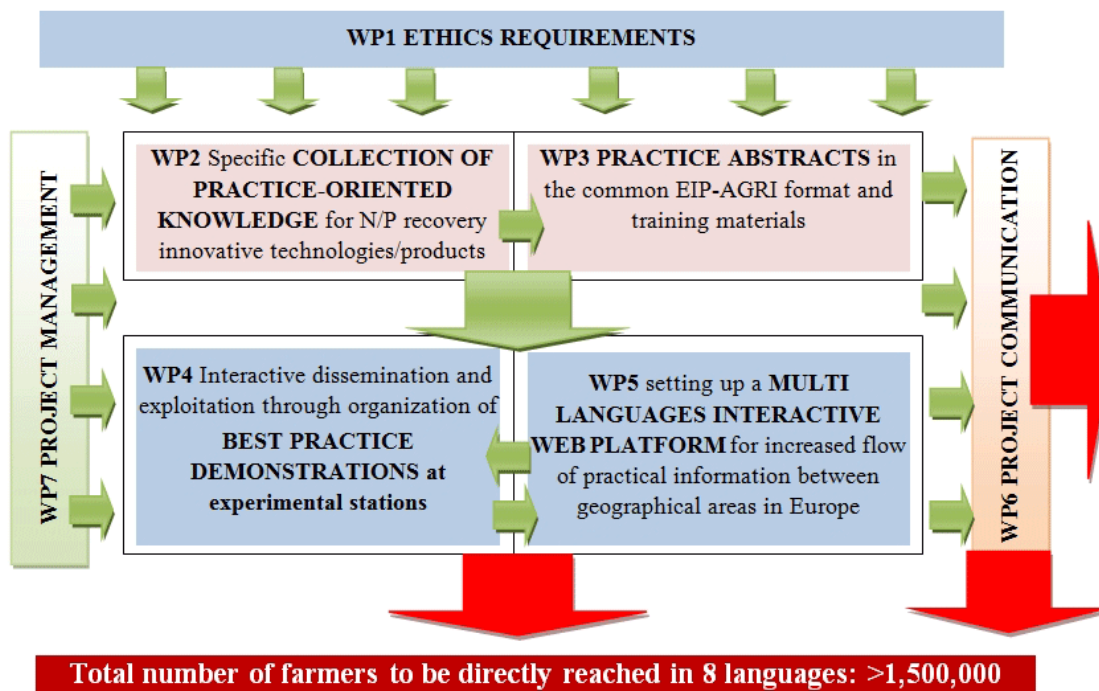 WP1 ETHICS REQUIREMENTS
WP7 PROJECT MANAGEMENT
WP2 Specific COLLECTION OF
PRACTICE-ORIENTED
KNOWLEDGE for N/P recovery
innovative technologies/products
WP3 PRACTICE ABSTRACTS in
the common EIP-AGRI format and
training materials
WP4 Interactive dissemination and
exploitation through organization of
BEST PRACTICE
DEMONSTRATIONS at
experimental stations
WP5 setting up a MULTI
LANGUAGES INTERACTIVE
WEB PLATFORM for increased flow
of practical information between
geographical areas in Europe
WP6 PROJECT COMMUNICATION
Total number of farmers to be directly reached in 8 languages: >1,500,000